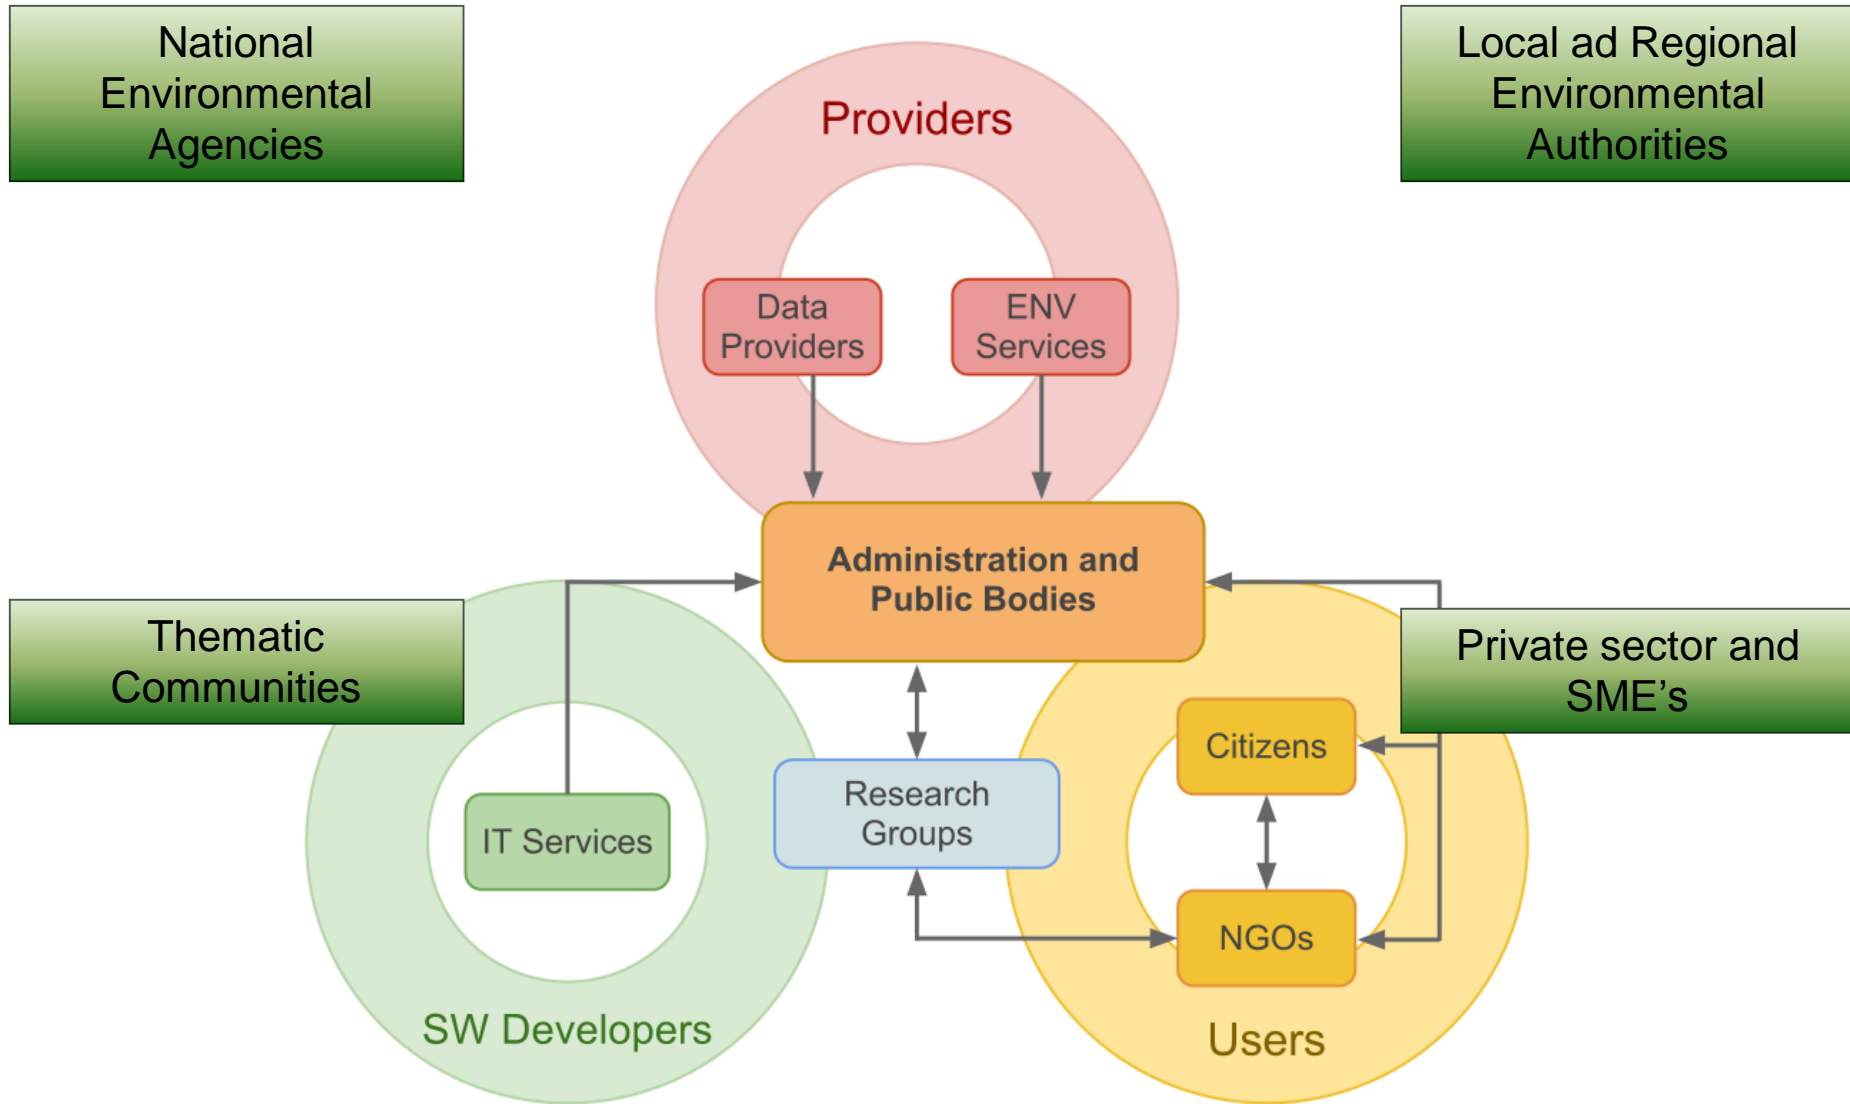 National
Environmental
Agencies
Local ad Regional
Environmental
Authorities
Providers
Data
Providers
ENV
Services
Administration and
Public Bodies
Thematic
Communities
Private sector and
SME's
Citizens
Research
Groups
IT Services
NGOs
SW Developers
Users